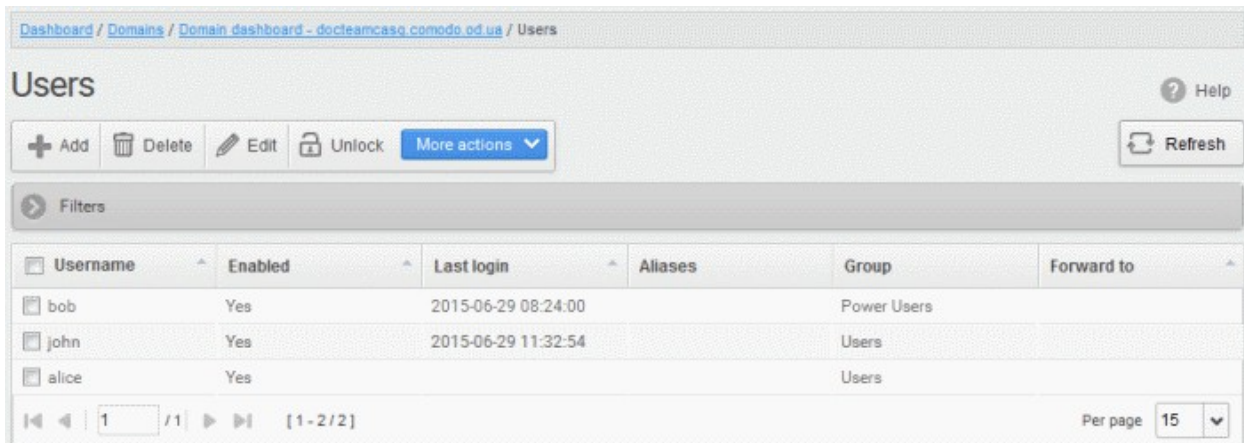 Dashboard / Domains / Domain dashboard - docteamcasg.comodo.od.ua / Users
Users
Help
Add Delete Edit Unlock More actions
Refresh
Filters
Username Enabled Last login Aliases Group Forward to
bob Yes 2015-06-29 08:24:00 Power Users
john Yes 2015-06-29 11:32:54 Users
alice Yes Users
1 / 1 [ 1 - 2 / 2 ] Per page 15